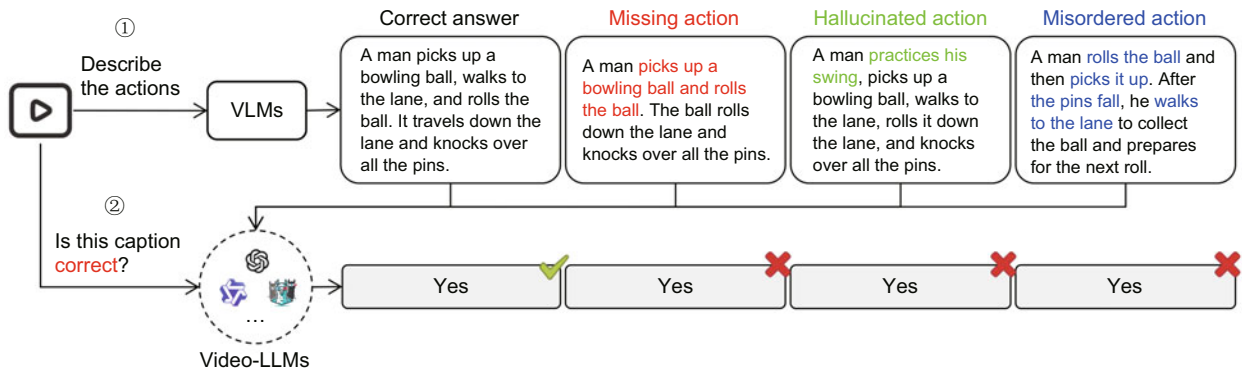 ①
Describe
the actions
VLMs
Correct answer
A man picks up a
bowling ball, walks to
the lane, and rolls the
ball. It travels down the
lane and knocks over
all the pins.
Missing action
A man picks up a
bowling ball and rolls
the ball. The ball rolls
down the lane and
knocks over all the pins.
Hallucinated action
A man practices his
swing, picks up a
bowling ball, walks to
the lane, rolls it down
the lane, and knocks
over all the pins.
Misordered action
A man rolls the ball and
then picks it up. After
the pins fall, he walks
to the lane to collect
the ball and prepares
for the next roll.
②
Is this caption
correct?
...
Video-LLMs
Yes
Yes
Yes
Yes